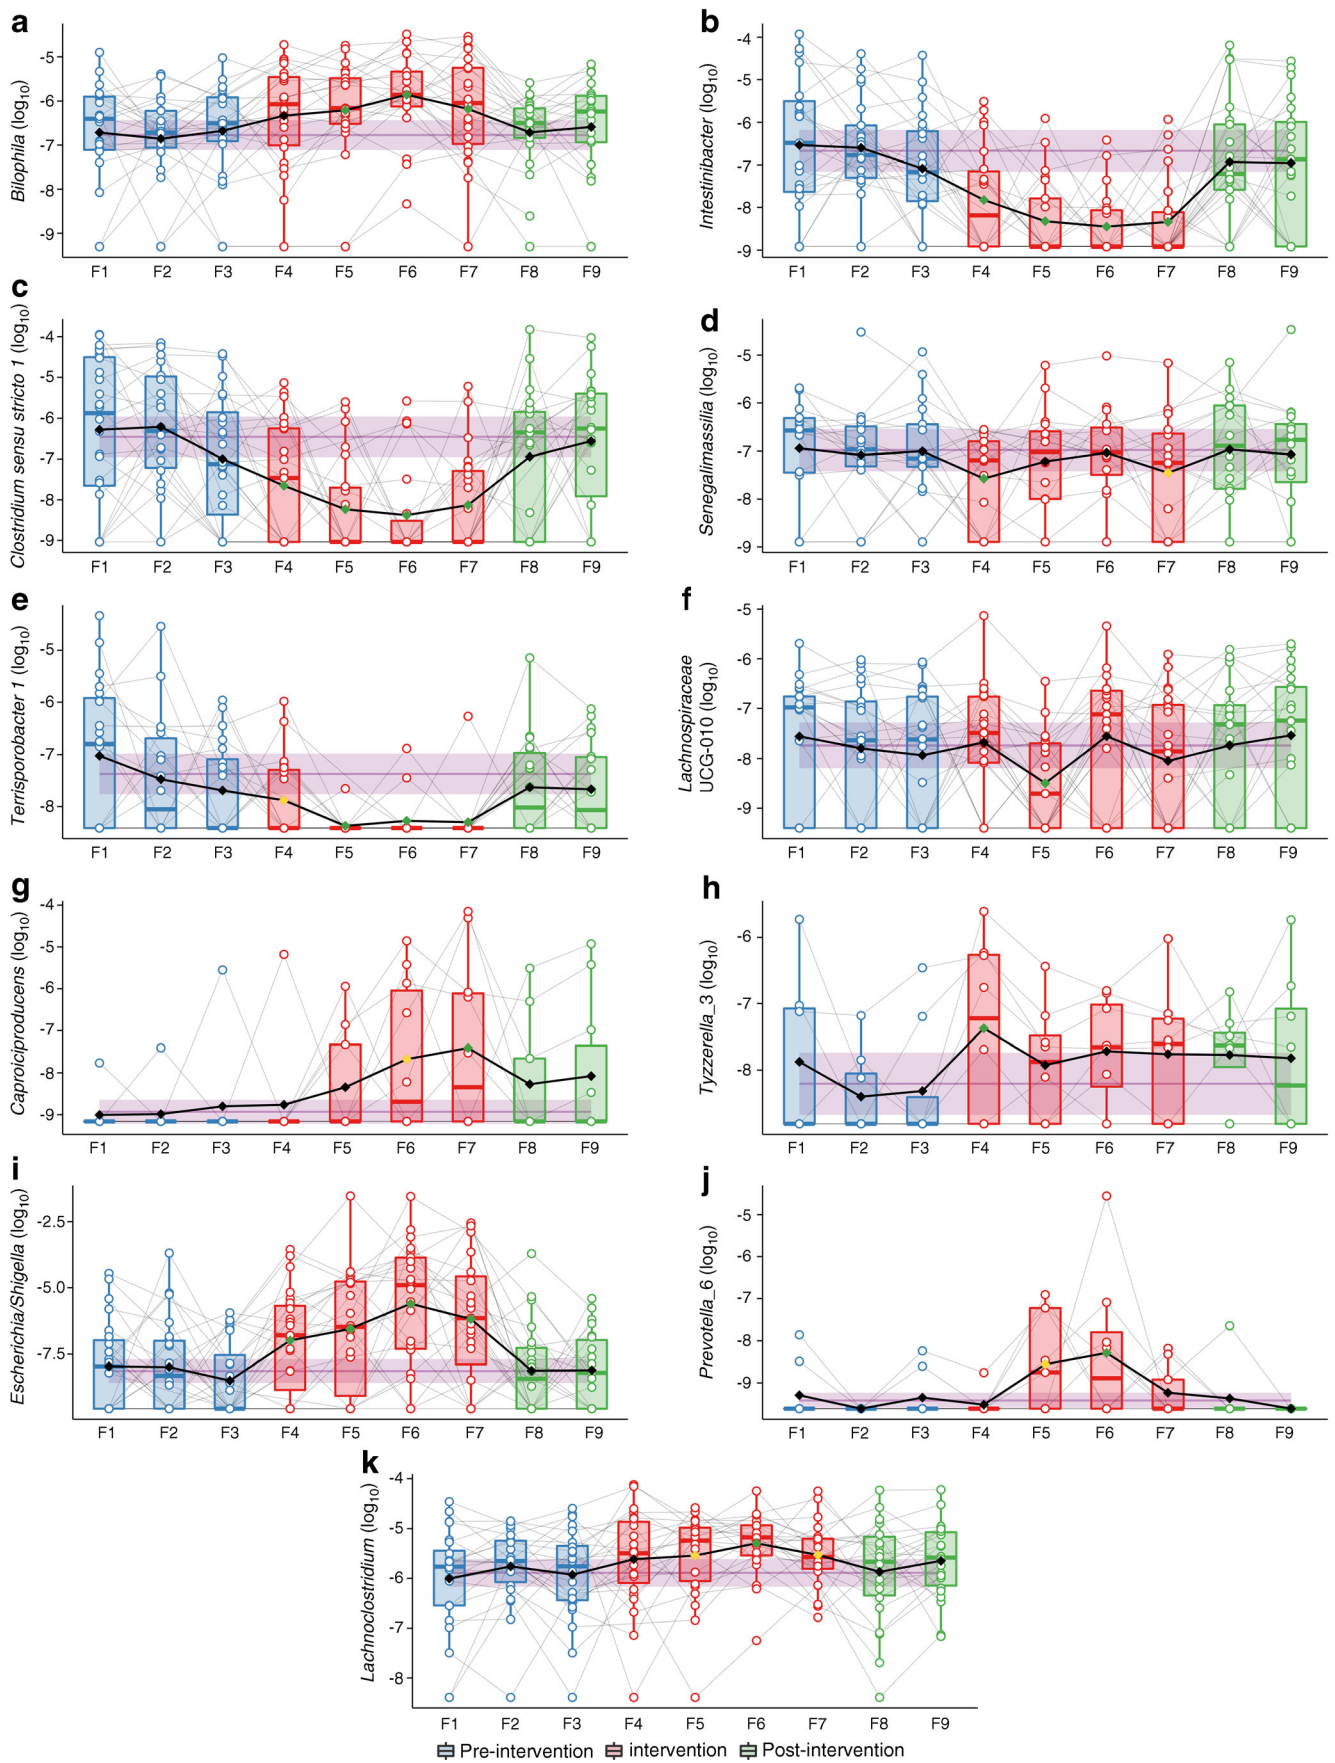 a
Bilophila (log10)
-5
-6
-7
-8
-9
F1 F2 F3 F4 F5 F6 F7 F8 F9
b
Intestinibacter (log10)
-4
-5
-6
-7
-8
-9
F1 F2 F3 F4 F5 F6 F7 F8 F9
c
Clostridium sensu stricto 1 (log10)
-4
-5
-6
-7
-8
-9
F1 F2 F3 F4 F5 F6 F7 F8 F9
d
Senegalimassilia (log10)
-5
-6
-7
-8
-9
F1 F2 F3 F4 F5 F6 F7 F8 F9
e
Terrisporobacter 1 (log10)
-5
-6
-7
-8
F1 F2 F3 F4 F5 F6 F7 F8 F9
f
Lachnospiraceae
UCG-010 (log10)
-5
-6
-7
-8
-9
F1 F2 F3 F4 F5 F6 F7 F8 F9
g
Caproiciproducens (log10)
-4
-5
-6
-7
-8
-9
F1 F2 F3 F4 F5 F6 F7 F8 F9
h
Tyzzerella_3 (log10)
-6
-7
-8
F1 F2 F3 F4 F5 F6 F7 F8 F9
i
Escherichia/Shigella (log10)
-2.5
-5.0
-7.5
F1 F2 F3 F4 F5 F6 F7 F8 F9
j
Prevotella_6 (log10)
-5
-6
-7
-8
-9
F1 F2 F3 F4 F5 F6 F7 F8 F9
k
Lachnoclostridium (log10)
-4
-5
-6
-7
-8
F1 F2 F3 F4 F5 F6 F7 F8 F9
Pre-intervention intervention Post-intervention